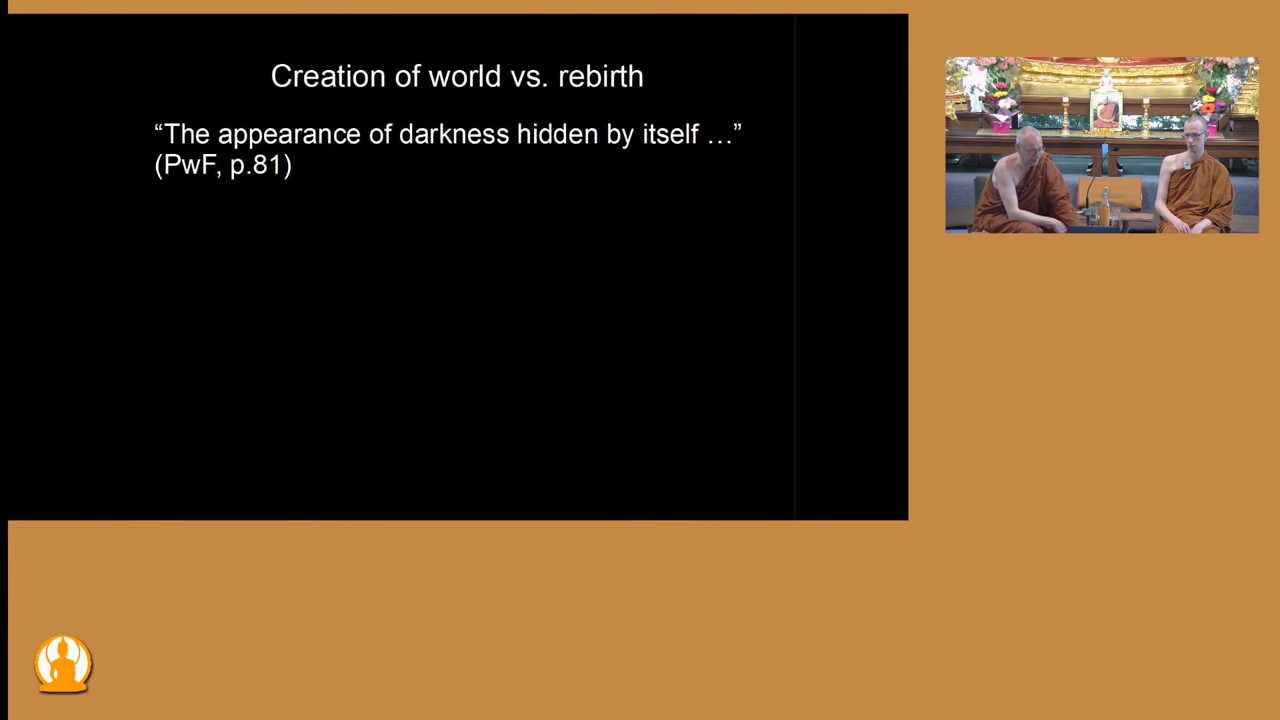 Creation of world vs. rebirth
“The appearance of darkness hidden by itself …”
(PwF, p.81)